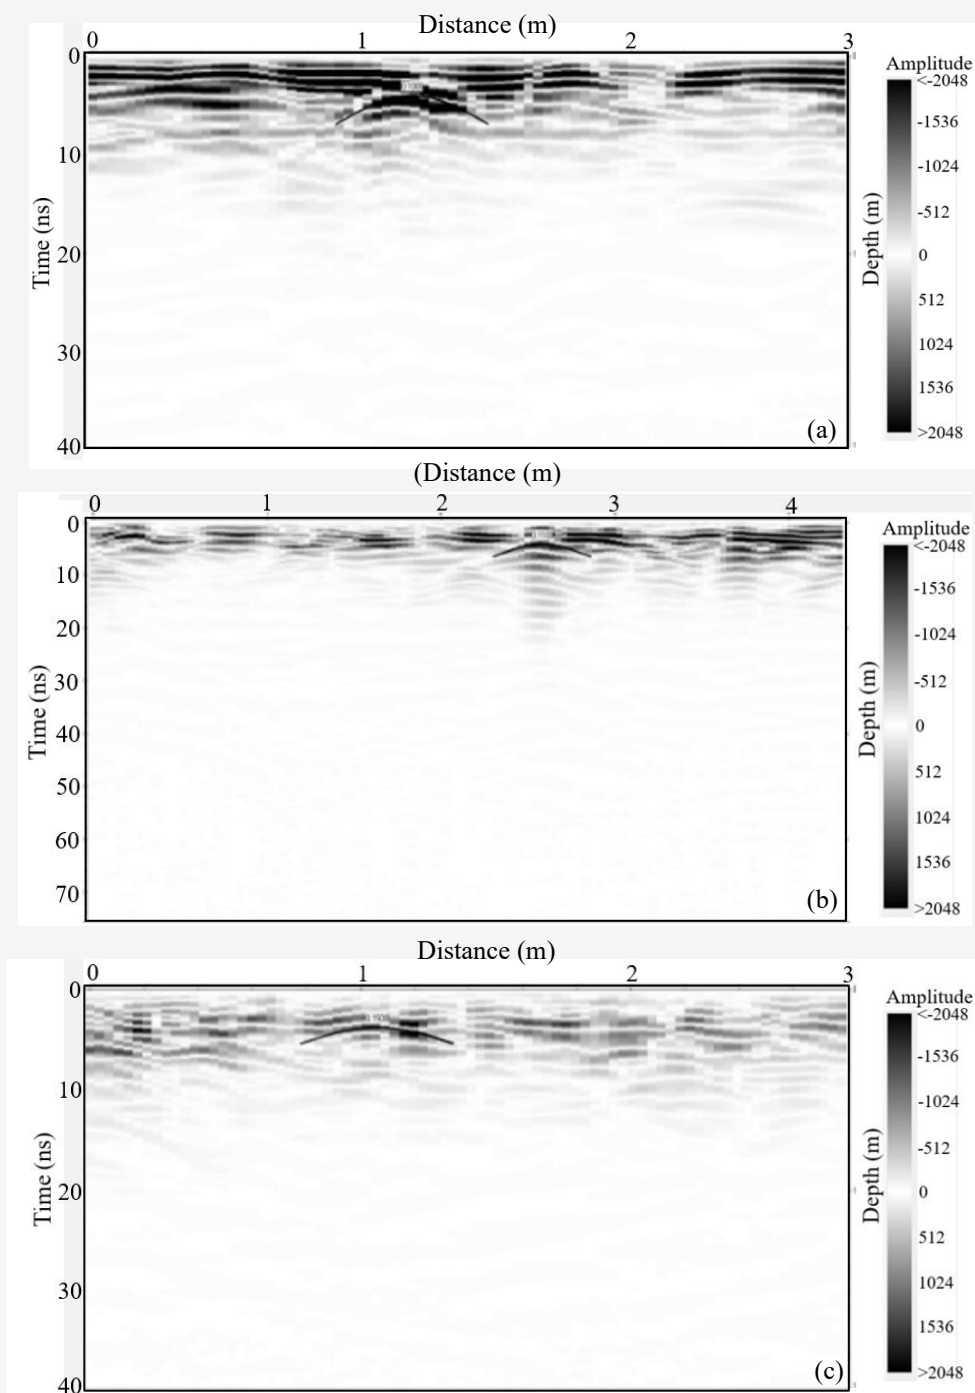 Distance (m)
0 1 2 3
0
10
20
30
40
Time (ns)
Depth (m)
Amplitude
<-2048
-1536
-1024
-512
0
512
1024
1536
>2048
(a)
(Distance (m)
0 1 2 3 4
0
10
20
30
40
50
60
70
Time (ns)
Depth (m)
Amplitude
<-2048
-1536
-1024
-512
0
512
1024
1536
>2048
(b)
Distance (m)
0 1 2 3
0
10
20
30
40
Time (ns)
Depth (m)
Amplitude
<-2048
-1536
-1024
-512
0
512
1024
1536
>2048
(c)